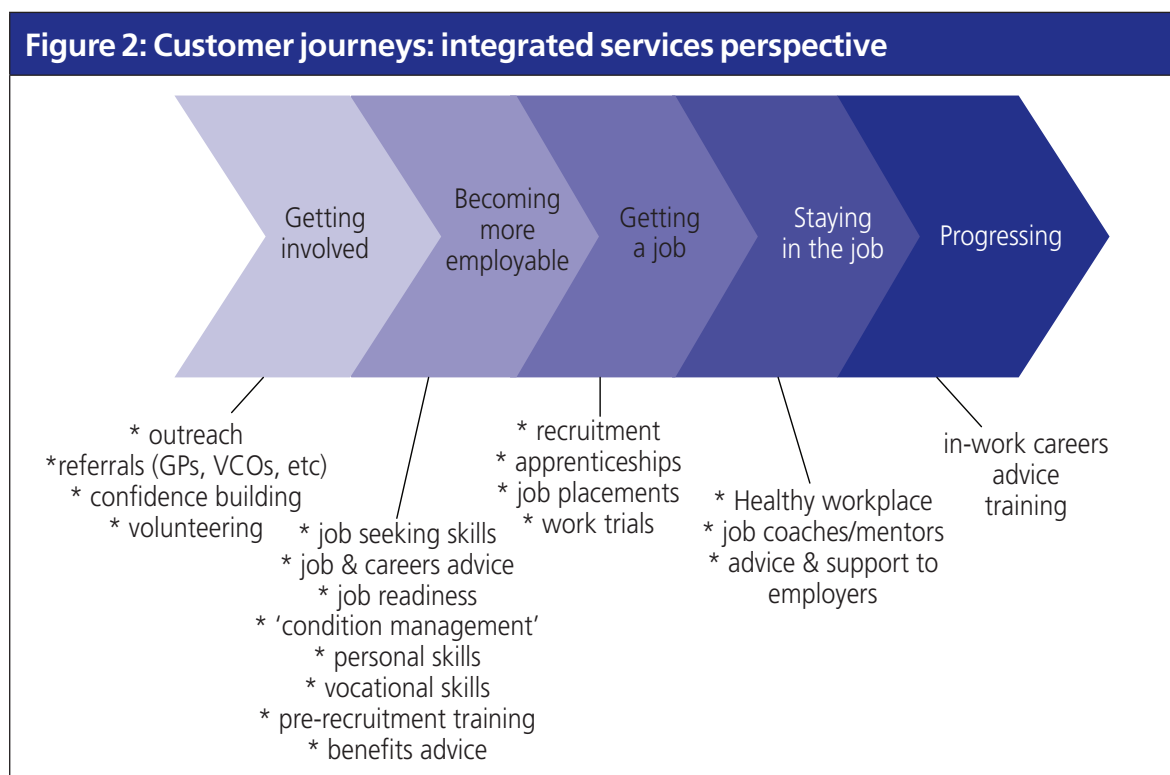 Figure 2: Customer journeys: integrated services perspective
Getting
involved
Becoming
more
employable
Getting
a job
Staying
in the job
Progressing
* outreach
*referrals (GPs, VCOs, etc)
* confidence building
* volunteering
* job seeking skills
* job & careers advice
* job readiness
* ‘condition management’
* personal skills
* vocational skills
* pre-recruitment training
* benefits advice
* recruitment
* apprenticeships
* job placements
* work trials
* Healthy workplace
* job coaches/mentors
* advice & support to
employers
in-work careers
advice
training